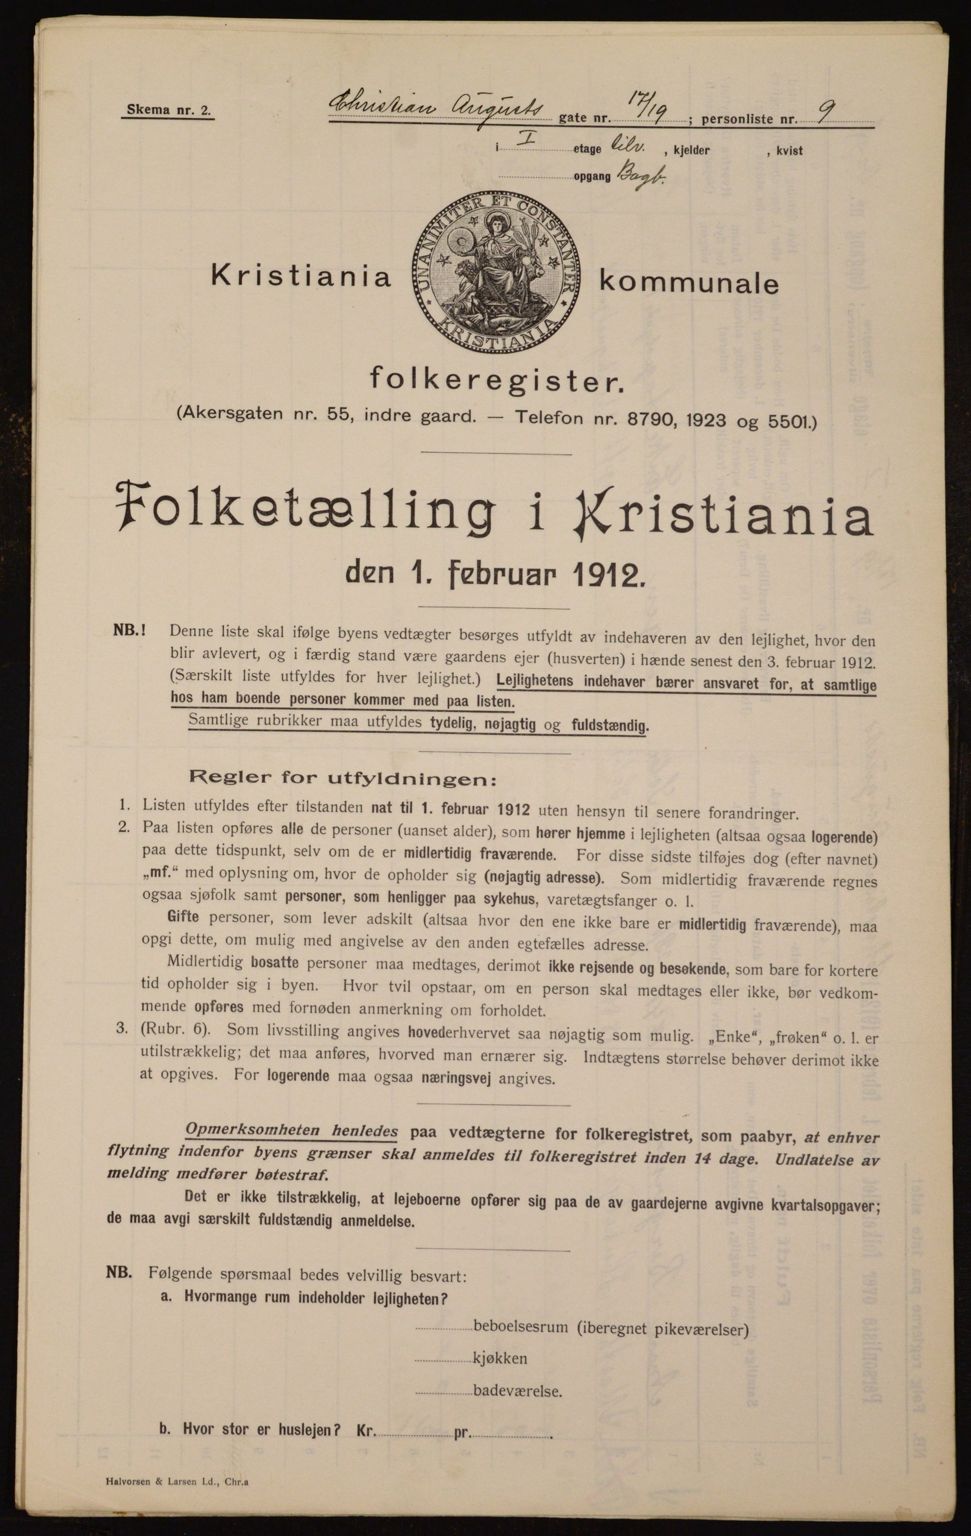 Skema nr. 2.
Christian Augusts gate nr. 17/19; personliste nr. 9
i I etage , kjelder , kvist
opgang Bagb.
UNANIMITER ET CONSTANTER
KRISTIANIA
Kristiania kommunale
folkeregister.
(Akersgaten nr. 55, indre gaard. — Telefon nr. 8790, 1923 og 5501.)
Folketælling i Kristiania
den 1. februar 1912.
NB.! Denne liste skal ifølge byens vedtægter besørges utfyldt av indehaveren av den lejlighet, hvor den
blir avlevert, og i færdig stand være gaardens ejer (husverten) i hænde senest den 3. februar 1912.
(Særskilt liste utfyldes for hver lejlighet.) Lejlighetens indehaver bærer ansvaret for, at samtlige
hos ham boende personer kommer med paa listen.
Samtlige rubrikker maa utfyldes tydelig, nøjagtig og fuldstændig.
Regler for utfyldningen:
1. Listen utfyldes efter tilstanden nat til 1. februar 1912 uten hensyn til senere forandringer.
2. Paa listen opføres alle de personer (uanset alder), som hører hjemme i lejligheten (altsaa ogsaa logerende)
paa dette tidspunkt, selv om de er midlertidig fraværende. For disse sidste tilføjes dog (efter navnet)
„mf.“ med oplysning om, hvor de opholder sig (nøjagtig adresse). Som midlertidig fraværende regnes
ogsaa sjøfolk samt personer, som henligger paa sykehus, varetægtsfanger o. l.
Gifte personer, som lever adskilt (altsaa hvor den ene ikke bare er midlertidig fraværende), maa
opgi dette, om mulig med angivelse av den anden egtefælles adresse.
Midlertidig bosatte personer maa medtages, derimot ikke rejsende og besøkende, som bare for kortere
tid opholder sig i byen. Hvor tvil opstaar, om en person skal medtages eller ikke, bør vedkom-
mende opføres med fornøden anmerkning om forholdet.
3. (Rubr. 6). Som livsstilling angives hovederhvervet saa nøjagtig som mulig. „Enke“, „frøken“ o. l. er
utilstrækkelig; det maa anføres, hvorved man ernærer sig. Indtægtens størrelse behøver derimot ikke
at opgives. For logerende maa ogsaa næringsvej angives.
Opmerksomheten henledes paa vedtægterne for folkeregistret, som paabyr, at enhver
flytning indenfor byens grænser skal anmeldes til folkeregistret inden 14 dage. Undlatelse av
melding medfører bøtestraf.
Det er ikke tilstrækkelig, at lejeboerne opfører sig paa de av gaardejerne avgivne kvartalsopgaver;
de maa avgi særskilt fuldstændig anmeldelse.
NB. Følgende spørsmaal bedes velvillig besvart:
a. Hvormange rum indeholder lejligheten?
beboelsesrum (iberegnet pikeværelser)
kjøkken
badeværelse.
b. Hvor stor er huslejen? Kr. pr. .
Halvorsen & Larsen Ld., Chr.a